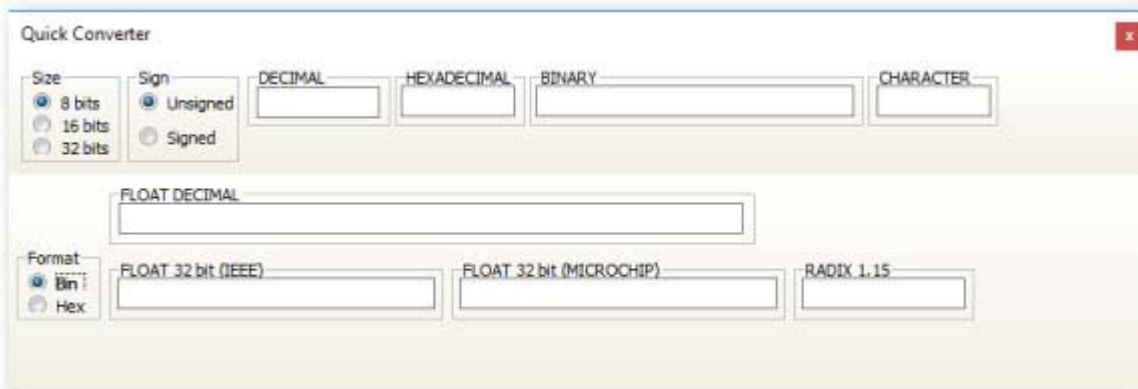 Quick Converter
x
Size
8 bits
16 bits
32 bits
Sign
Unsigned
Signed
DECIMAL
HEXADECIMAL
BINARY
CHARACTER
FLOAT DECIMAL
Format
Bin
Hex
FLOAT 32 bit (IEEE)
FLOAT 32 bit (MICROCHIP)
RADIX 1.15